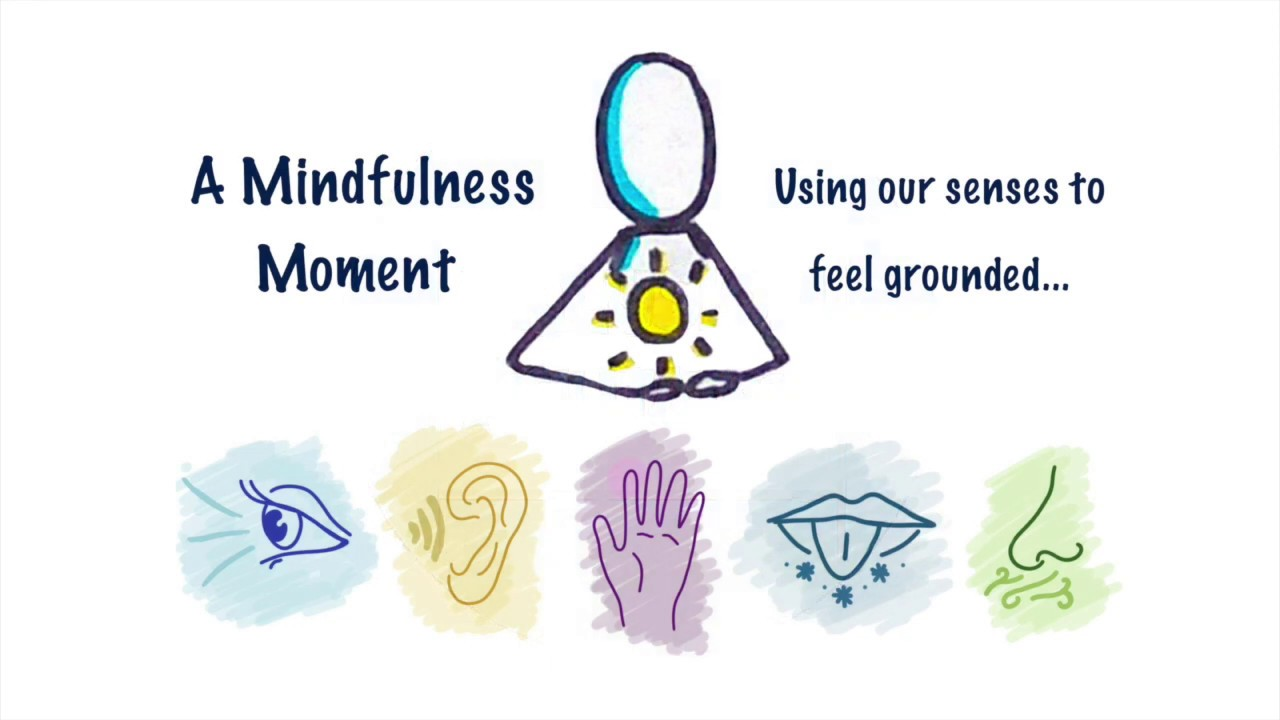 A Mindfulness
Moment
Using our senses to
feel grounded...